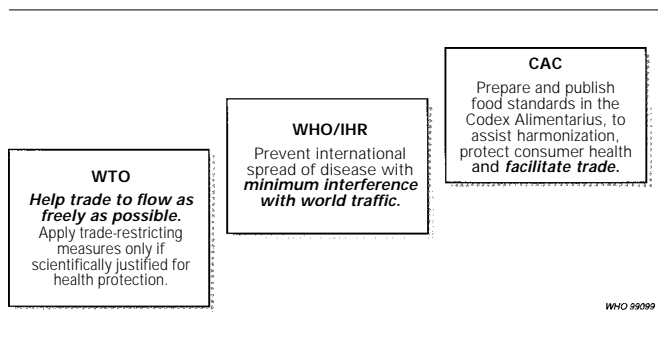 WTO
Help trade to flow as
freely as possible.
Apply trade-restricting
measures only if
scientifically justified for
health protection.
WHO/IHR
Prevent international
spread of disease with
minimum interference
with world traffic.
CAC
Prepare and publish
food standards in the
Codex Alimentarius, to
assist harmonization,
protect consumer health
and facilitate trade.
WHO 99099